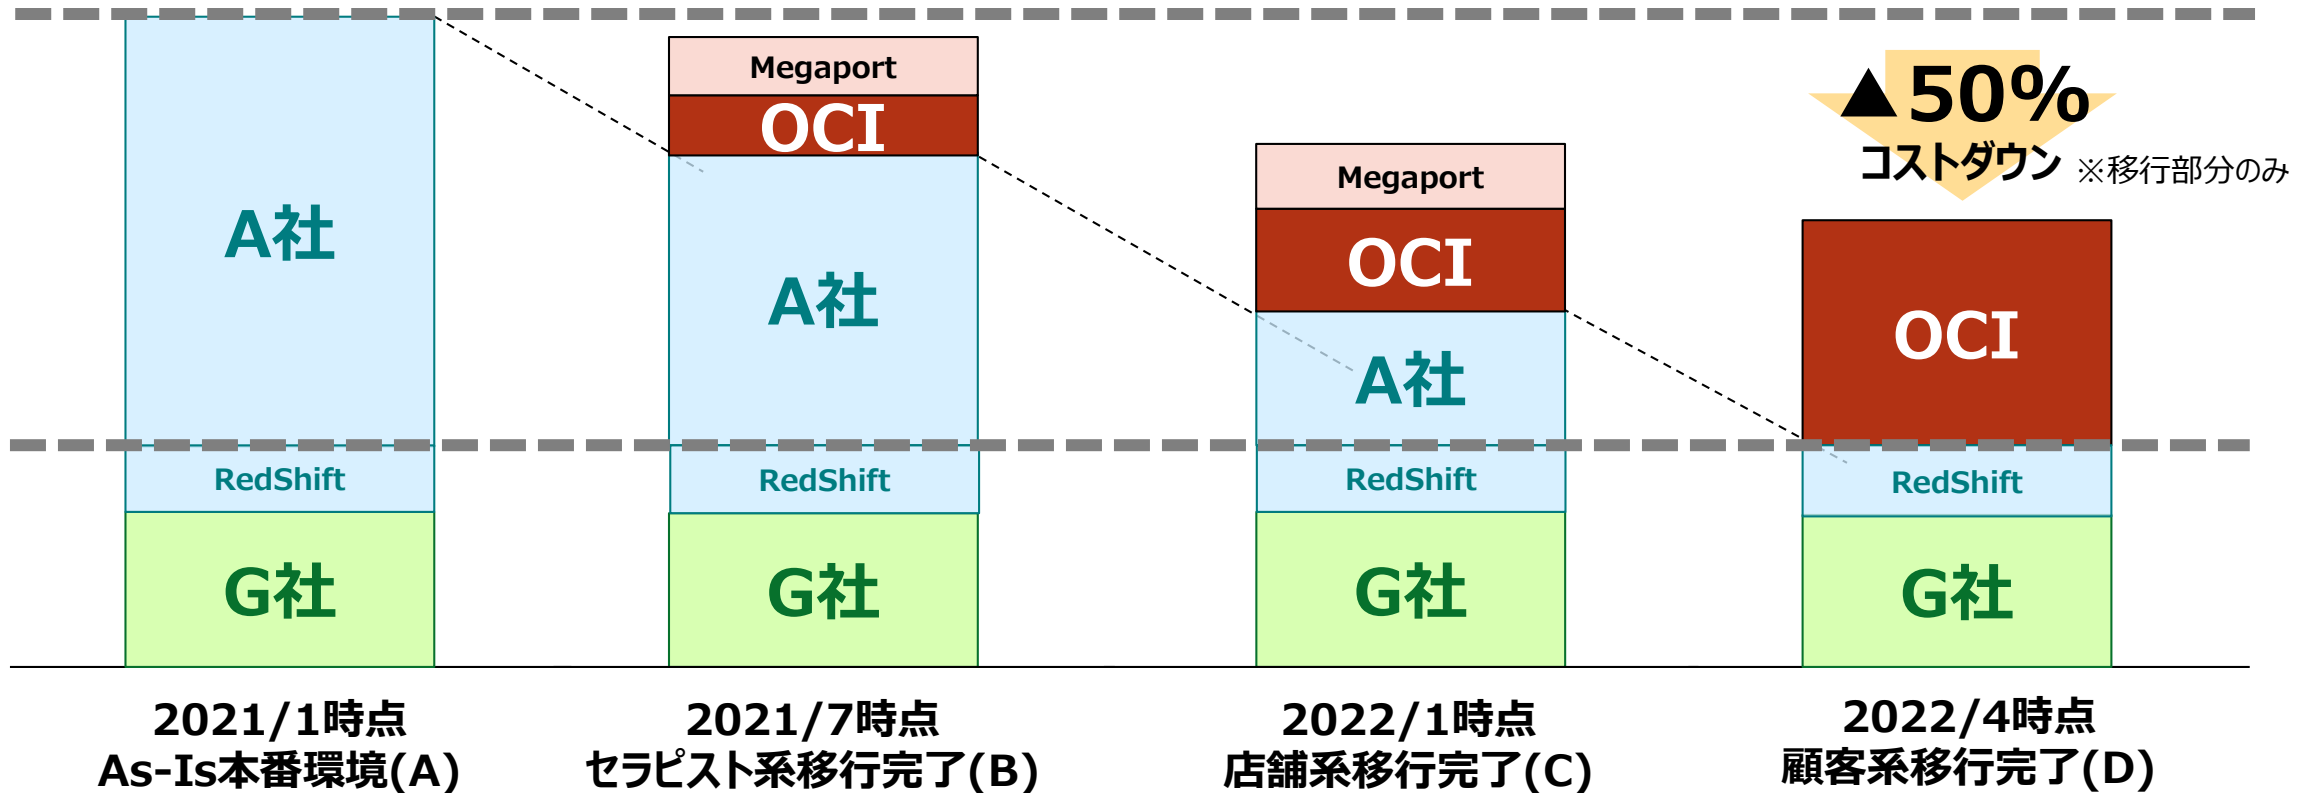 A社
RedShift
G社
2021/1時点
As-Is本番環境(A)
Megaport
OCI
A社
RedShift
G社
2021/7時点
セラピスト系移行完了(B)
Megaport
OCI
A社
RedShift
G社
2022/1時点
店舗系移行完了(C)
▲50%
コストダウン ※移行部分のみ
OCI
RedShift
G社
2022/4時点
顧客系移行完了(D)